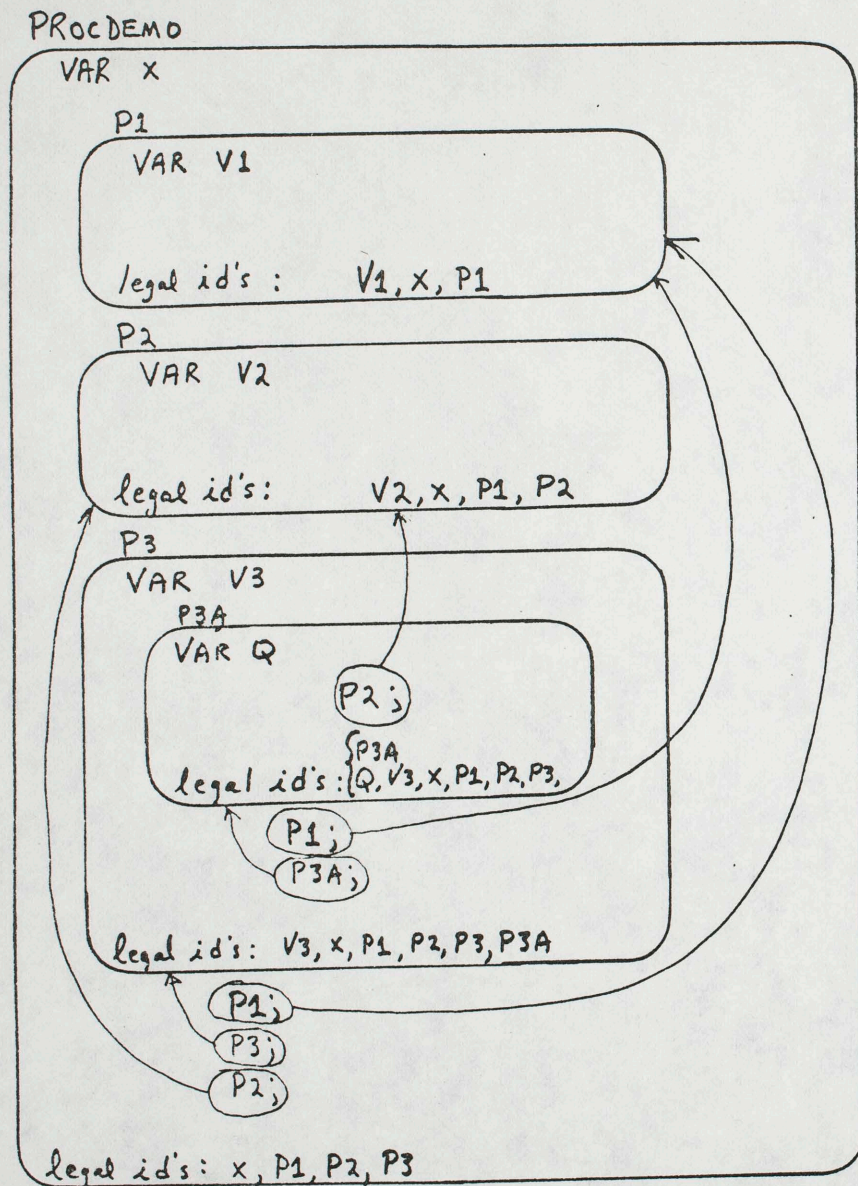 PROCDEMO
VAR X
P1
VAR V1
legal id's : V1, X, P1
P2
VAR V2
legal id's: V2, X, P1, P2
P3
VAR V3
P3A
VAR Q
P2;
P3A
legal id's: Q, V3, X, P1, P2, P3,
P1;
P3A;
legal id's: V3, X, P1, P2, P3, P3A
P1;
P3;
P2;
legal id's: X, P1, P2, P3